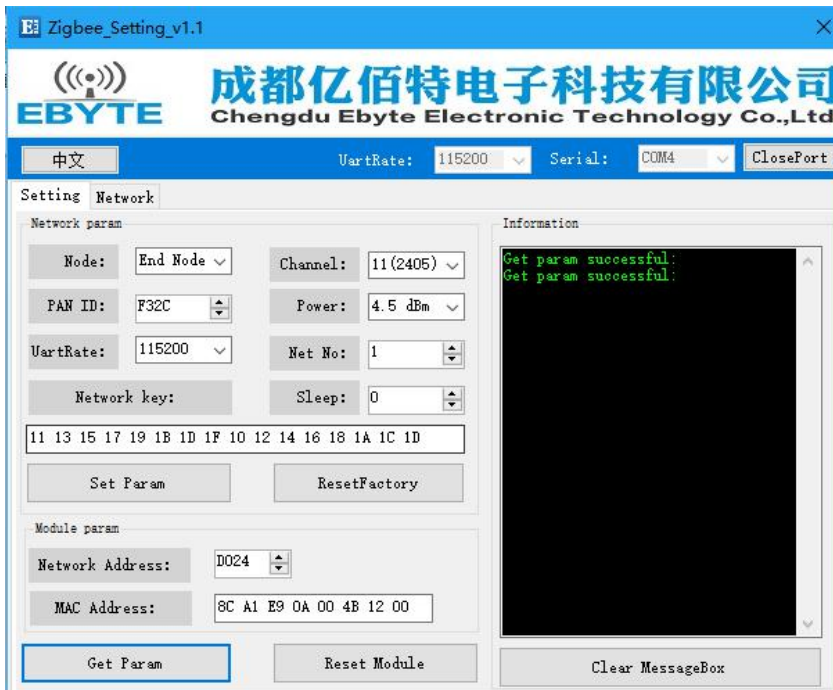 Zigbee_Setting_v1.1
EBYTE
成都亿佰特电子科技有限公司
Chengdu Ebyte Electronic Technology Co.,Ltd
中文
UartRate: 115200 Serial: COM4 ClosePort
Setting Network
Network param
Node: End Node Channel: 11(2405)
PAN ID: F32C Power: 4.5 dBm
UartRate: 115200 Net No: 1
Network key: Sleep: 0
11 13 15 17 19 1B 1D 1F 10 12 14 16 18 1A 1C 1D
Set Param ResetFactory
Module param
Network Address: D024
MAC Address: 8C A1 E9 0A 00 4B 12 00
Get Param Reset Module
Information
Get param successful:
Get param successful:
Clear MessageBox